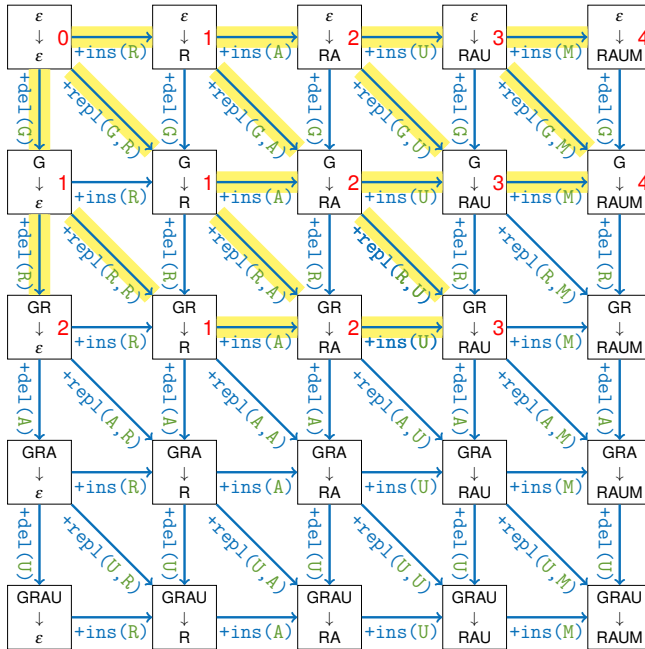 ε ε ε ε ε
↓ 0 ↓ 1 ↓ 2 ↓ 3 ↓ 4
ε +ins(R) R +ins(A) RA +ins(U) RAU +ins(M) RAUM
+del(G) +repl(G,R) +del(G) +repl(G,A) +del(G) +repl(G,U) +del(G) +repl(G,M) +del(G)
G G G G G
↓ 1 ↓ 1 ↓ 2 ↓ 3 ↓ 4
ε +ins(R) R +ins(A) RA +ins(U) RAU +ins(M) RAUM
+del(R) +repl(R,R) +del(R) +repl(R,A) +del(R) +repl(R,U) +del(R) +repl(R,M) +del(R)
GR GR GR GR GR
↓ 2 ↓ 1 ↓ 2 ↓ 3 ↓
ε +ins(R) R +ins(A) RA +ins(U) RAU +ins(M) RAUM
+del(A) +repl(A,R) +del(A) +repl(A,A) +del(A) +repl(A,U) +del(A) +repl(A,M) +del(A)
GRA GRA GRA GRA GRA
↓ ↓ ↓ ↓ ↓
ε +ins(R) R +ins(A) RA +ins(U) RAU +ins(M) RAUM
+del(U) +repl(U,R) +del(U) +repl(U,A) +del(U) +repl(U,U) +del(U) +repl(U,M) +del(U)
GRAU GRAU GRAU GRAU GRAU
↓ ↓ ↓ ↓ ↓
ε +ins(R) R +ins(A) RA +ins(U) RAU +ins(M) RAUM